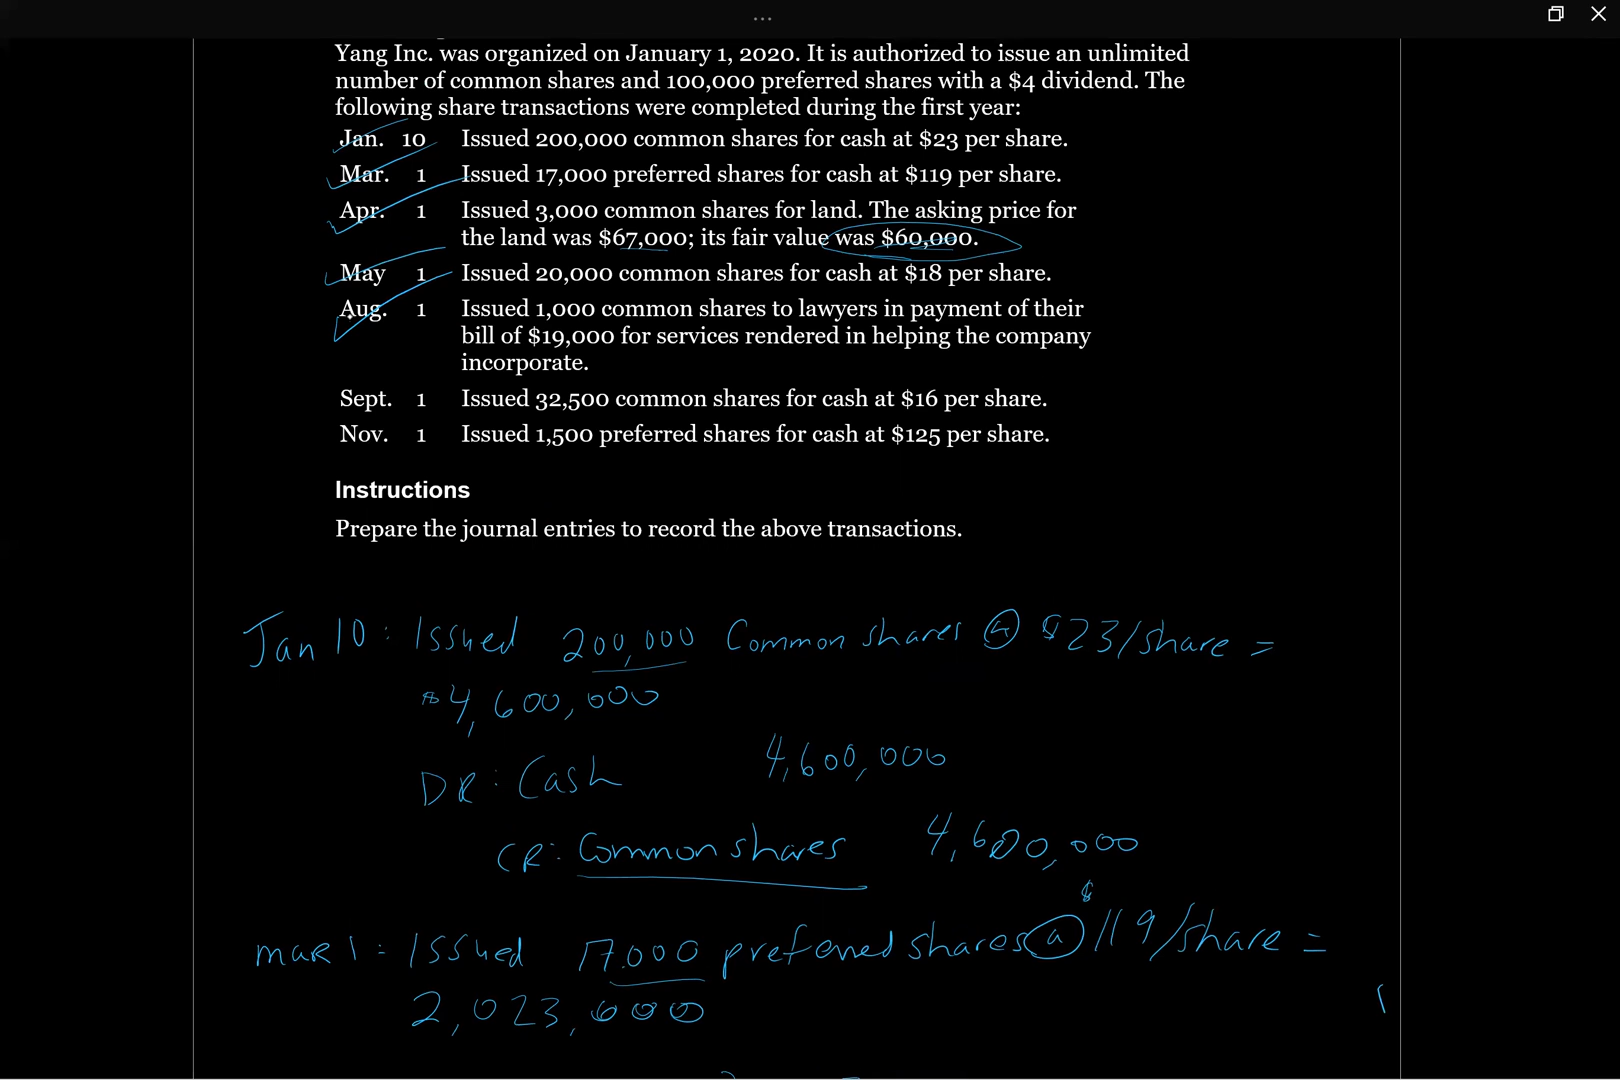 Yang Inc. was organized on January 1, 2020. It is authorized to issue an unlimited
number of common shares and 100,000 preferred shares with a $4 dividend. The
following share transactions were completed during the first year:
Jan. 10 Issued 200,000 common shares for cash at $23 per share.
Mar. 1 Issued 17,000 preferred shares for cash at $119 per share.
Apr. 1 Issued 3,000 common shares for land. The asking price for
the land was $67,000; its fair value was $60,000.
May 1 Issued 20,000 common shares for cash at $18 per share.
Aug. 1 Issued 1,000 common shares to lawyers in payment of their
bill of $19,000 for services rendered in helping the company
incorporate.
Sept. 1 Issued 32,500 common shares for cash at $16 per share.
Nov. 1 Issued 1,500 preferred shares for cash at $125 per share.
Instructions
Prepare the journal entries to record the above transactions.
Jan 10 : Issued 200,000 Common shares @ $23/share =
$4,600,000
DR : Cash 4,600,000
CR : Common shares 4,600,000
mar 1 : Issued 17,000 preferred shares @ $119/share =
2,023,000